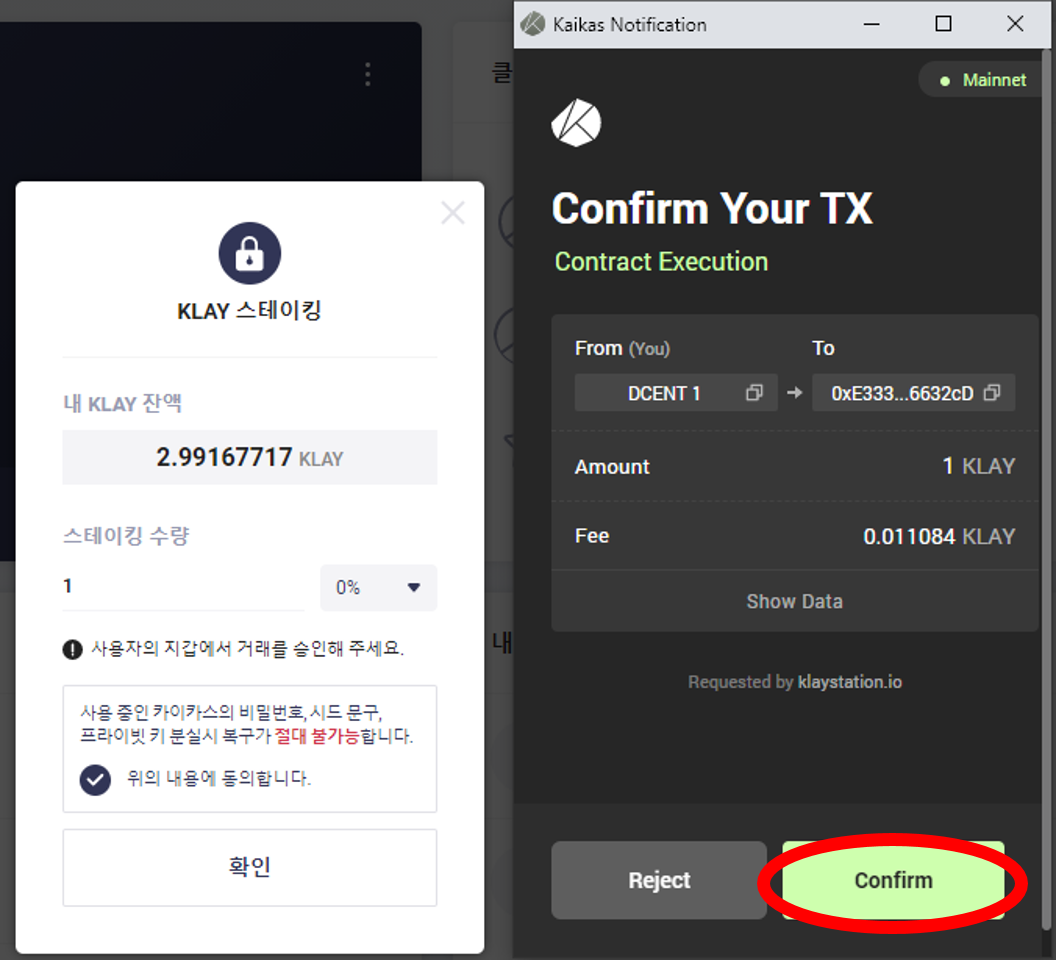 클
KLAY 스테이킹
내 KLAY 잔액
2.99167717 KLAY
스테이킹 수량
1
0%
사용자의 지갑에서 거래를 승인해 주세요.
사용 중인 카이카스의 비밀번호, 시드 문구,
프라이빗 키 분실시 복구가 절대 불가능합니다.
위의 내용에 동의합니다.
확인
내
Kaikas Notification
Mainnet
Confirm Your TX
Contract Execution
From (You)
To
DCENT 1
0xE333...6632cD
Amount
1 KLAY
Fee
0.011084 KLAY
Show Data
Requested by klaystation.io
Reject
Confirm